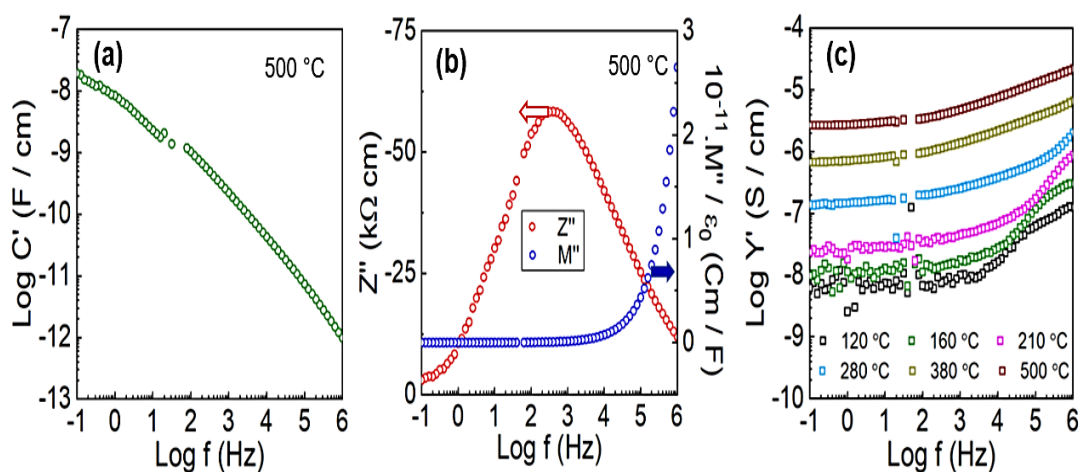 (a)
500 °C
Log C' (F / cm)
-7
-8
-9
-10
-11
-12
-13
-1 0 1 2 3 4 5 6
Log f (Hz)
(b)
500 °C
Z" (kΩ cm)
-75
-50
-25
0
Z"
M"
3
2
1
0
10⁻¹¹.M" / ε₀ (Cm / F)
-1 0 1 2 3 4 5 6
Log f (Hz)
(c)
Log Y' (S / cm)
-4
-5
-6
-7
-8
-9
-10
120 °C 160 °C 210 °C
280 °C 380 °C 500 °C
-1 0 1 2 3 4 5 6
Log f (Hz)